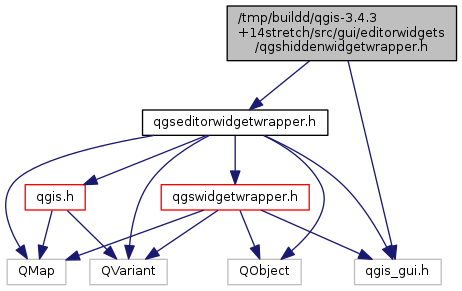 /tmp/buildd/qgis-3.4.3
+14stretch/src/gui/editorwidgets
/qgshiddenwidgetwrapper.h
qgseditorwidgetwrapper.h
qgis.h
qgswidgetwrapper.h
QMap
QVariant
QObject
qgis_gui.h